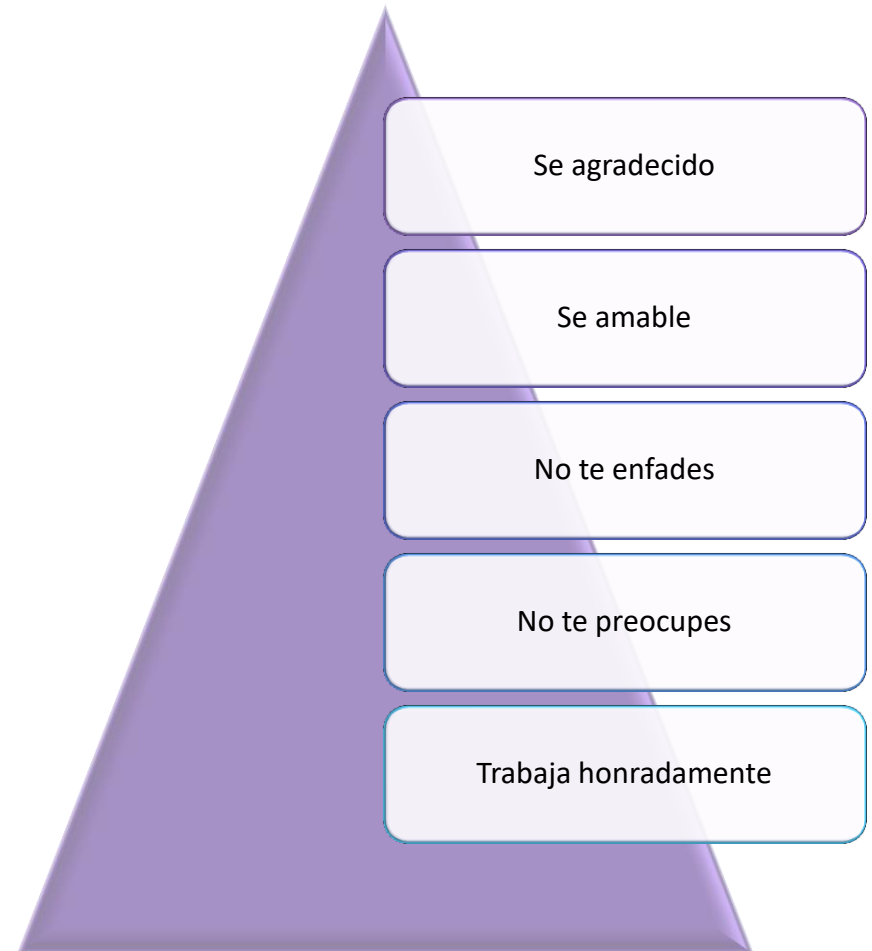 Se agradecido
Se amable
No te enfades
No te preocupes
Trabaja honradamente